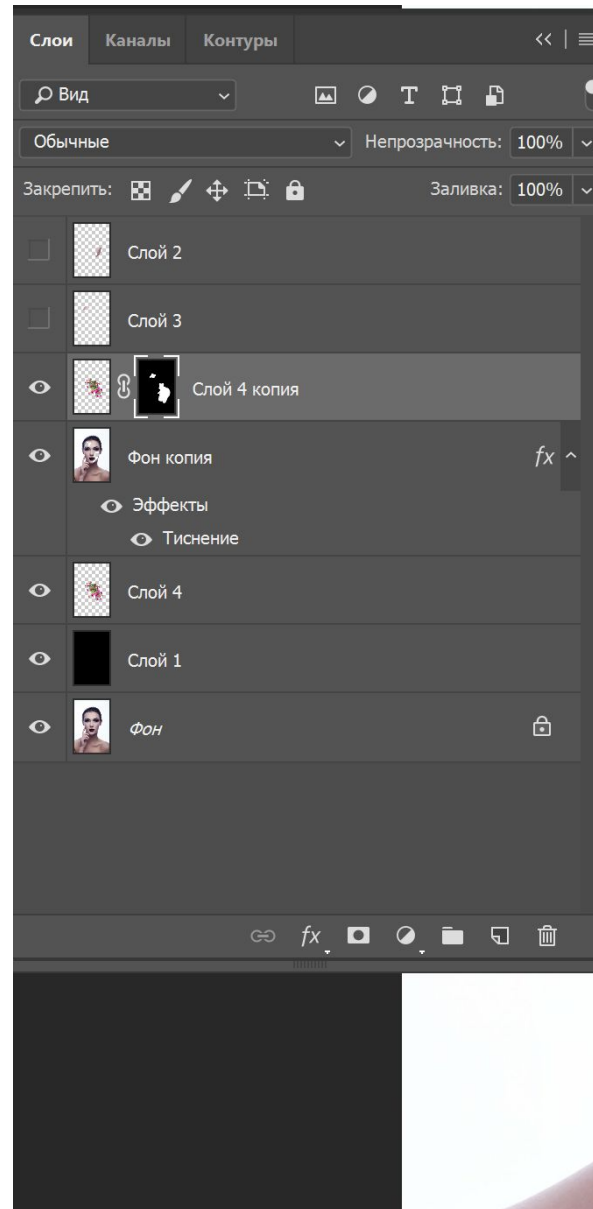 Слои Каналы Контуры
Вид
Обычные Непрозрачность: 100%
Закрепить: Заливка: 100%
Слой 2
Слой 3
Слой 4 копия
Фон копия fx
Эффекты
Тиснение
Слой 4
Слой 1
Фон
fx